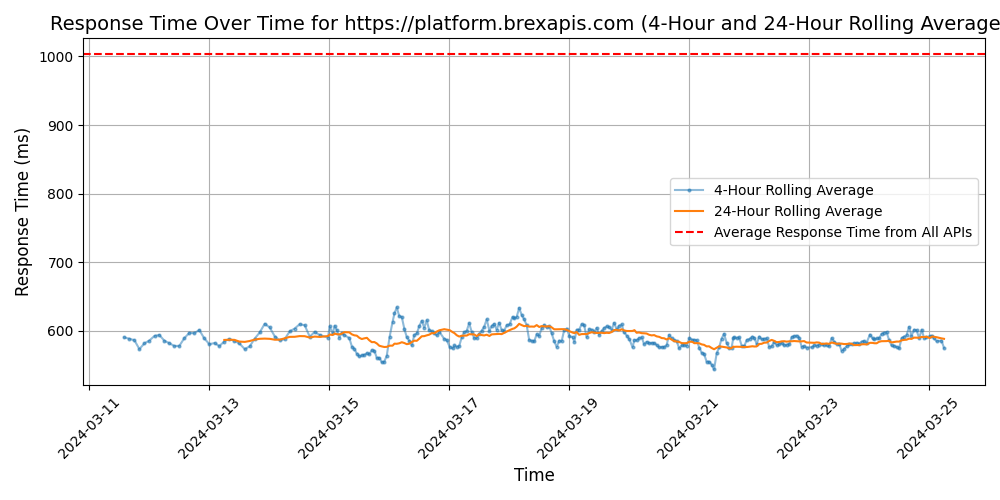 Response Time Over Time for https://platform.brexapis.com (4-Hour and 24-Hour Rolling Average
Response Time (ms)
1000
900
800
700
600
4-Hour Rolling Average
24-Hour Rolling Average
Average Response Time from All APIs
2024-03-11
2024-03-13
2024-03-15
2024-03-17
2024-03-19
2024-03-21
2024-03-23
2024-03-25
Time